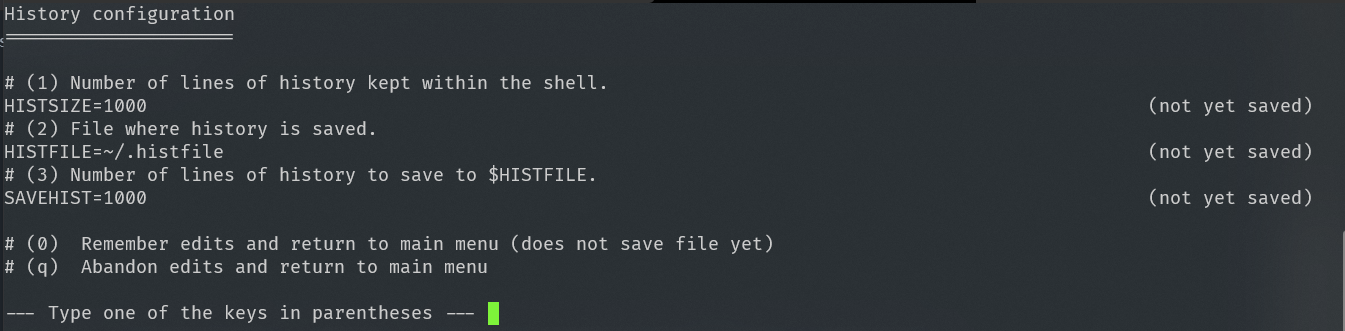 History configuration
=====================
# (1) Number of lines of history kept within the shell.
HISTSIZE=1000 (not yet saved)
# (2) File where history is saved.
HISTFILE=~/.histfile (not yet saved)
# (3) Number of lines of history to save to $HISTFILE.
SAVEHIST=1000 (not yet saved)
# (0)  Remember edits and return to main menu (does not save file yet)
# (q)  Abandon edits and return to main menu
--- Type one of the keys in parentheses ---